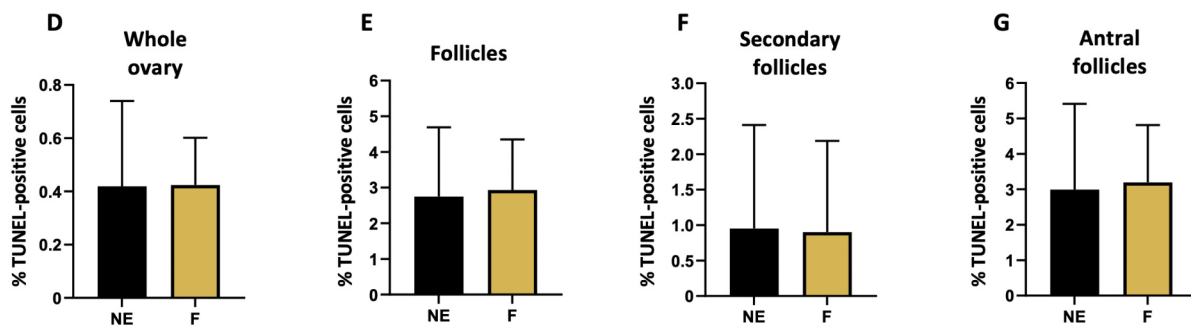 D
Whole
ovary
% TUNEL-positive cells
0.8
0.6
0.4
0.2
0
NE F
E
Follicles
% TUNEL-positive cells
6
5
4
3
2
1
0
NE F
F
Secondary
follicles
% TUNEL-positive cells
3.0
2.5
2.0
1.5
1.0
0.5
0
NE F
G
Antral
follicles
% TUNEL-positive cells
6
5
4
3
2
1
0
NE F